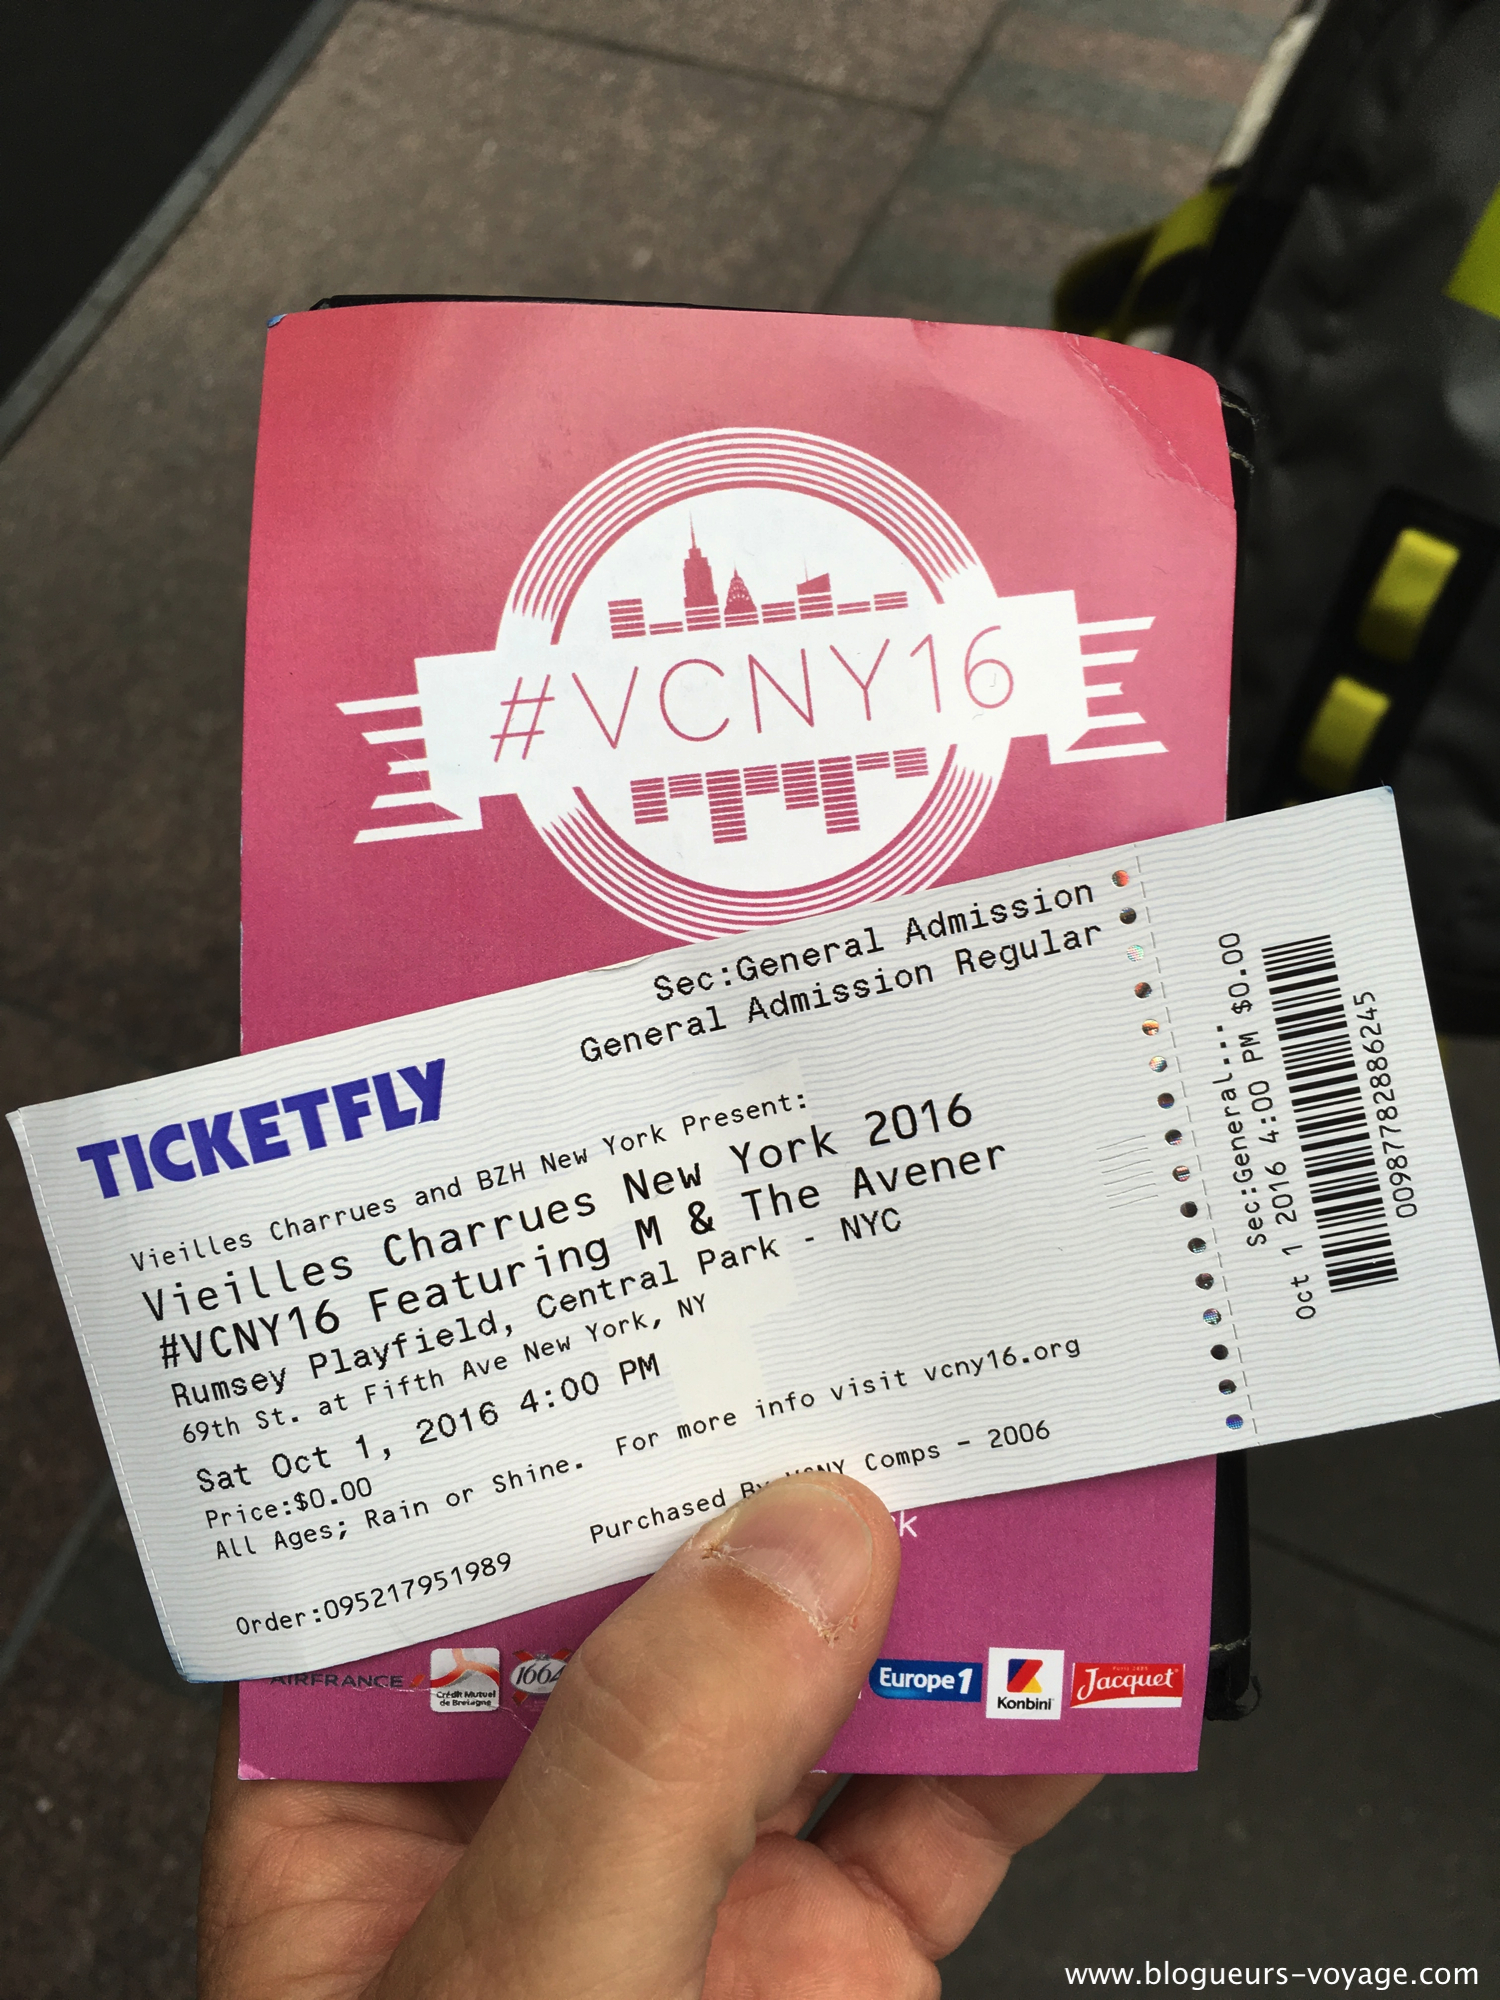 #VCNY16
Sec:General Admission
General Admission Regular
TICKETFLY
Vieilles Charrues and BZH New York Present:
Vieilles Charrues New York 2016
#VCNY16 Featuring M & The Avener
Rumsey Playfield, Central Park - NYC
69th St. at Fifth Ave New York, NY
Sat Oct 1, 2016 4:00 PM
Price:$0.00
All Ages; Rain or Shine. For more info visit vcny16.org
Purchased By VCNY Comps - 2006
Order:095217951989
Sec:General...
Oct 1 2016 4:00 PM $0.00
00987782886245
AIRFRANCE
Crédit Mutuel
de Bretagne
1664
Europe 1
Konbini
Jacquet
www.blogueurs-voyage.com